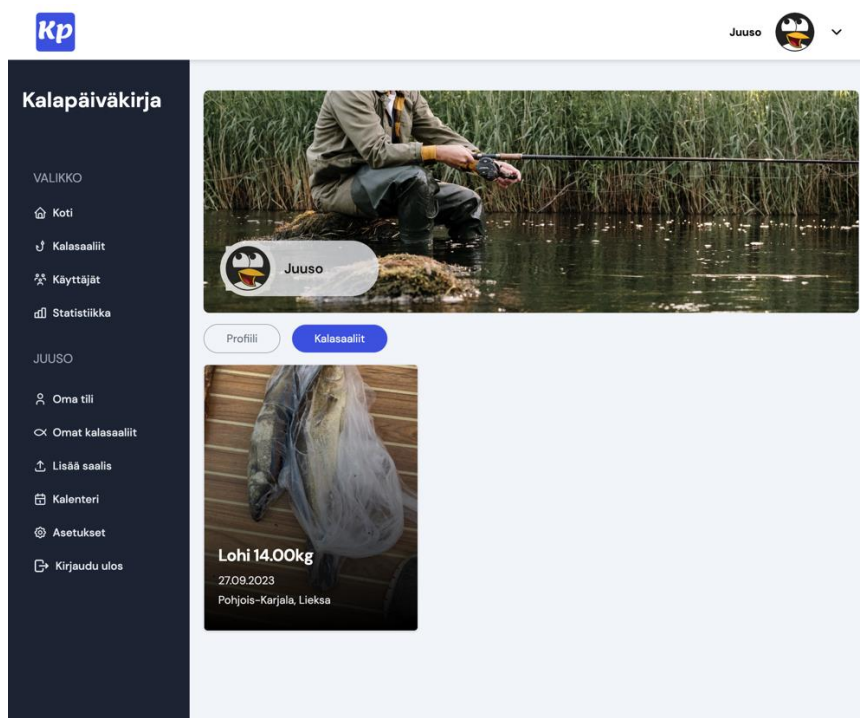 Kp
Juuso
Kalapäiväkirja
VALIKKO
Koti
Kalasaaliit
Käyttäjät
Statistiikka
JUUSO
Oma tili
Omat kalasaaliit
Lisää saalis
Kalenteri
Asetukset
Kirjaudu ulos
Juuso
Profiili
Kalasaaliit
Lohi 14.00kg
27.09.2023
Pohjois-Karjala, Lieksa